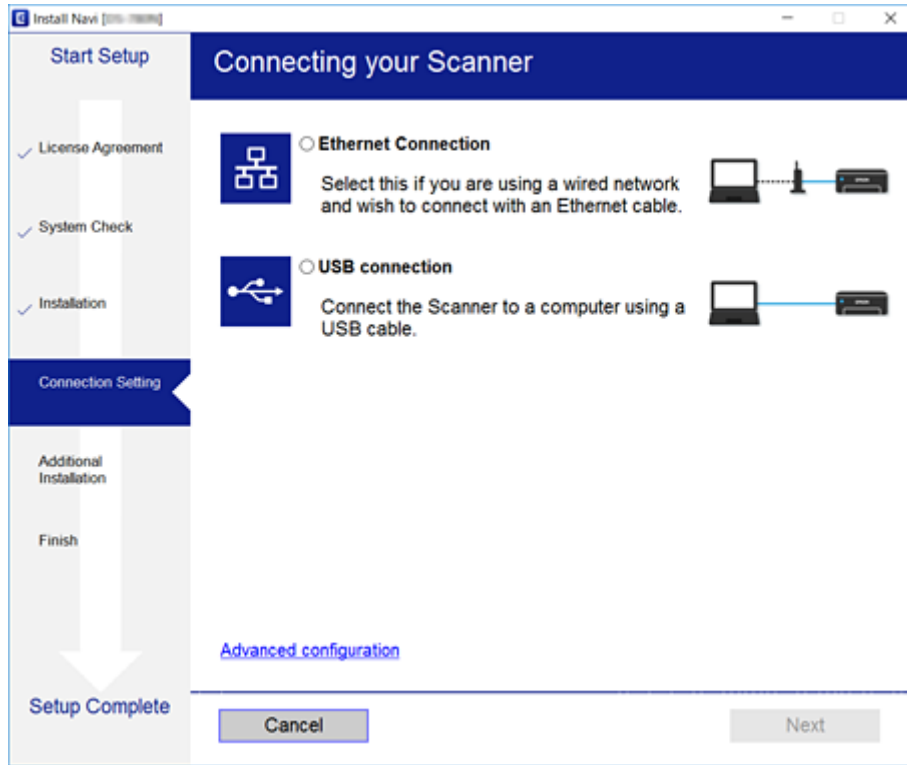 Install Navi [
Start Setup
License Agreement
System Check
Installation
Connection Setting
Additional
Installation
Finish
Setup Complete
Connecting your Scanner
Ethernet Connection
Select this if you are using a wired network
and wish to connect with an Ethernet cable.
USB connection
Connect the Scanner to a computer using a
USB cable.
Advanced configuration
Cancel
Next